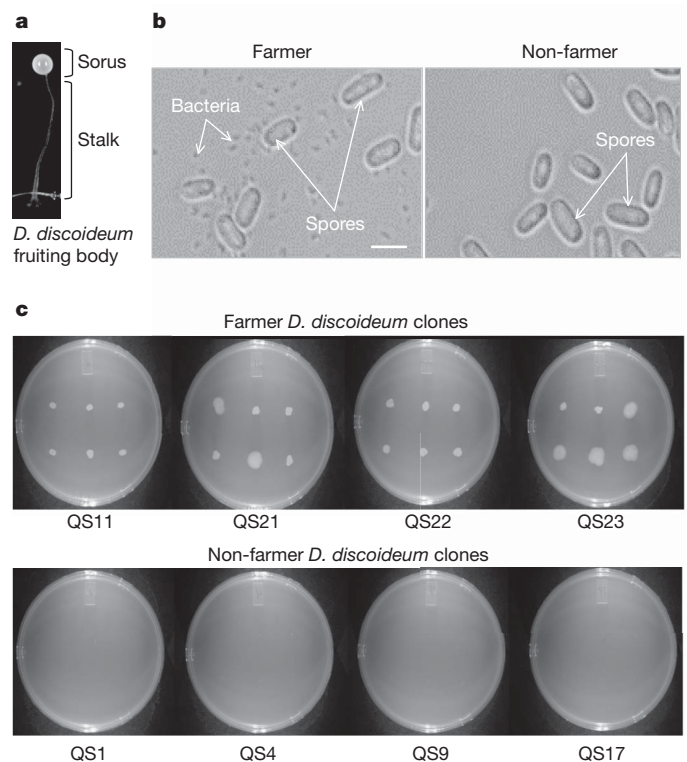 a
Sorus
Stalk
D. discoideum
fruiting body
b
Farmer
Non-farmer
Bacteria
Spores
Spores
c
Farmer D. discoideum clones
QS11
QS21
QS22
QS23
Non-farmer D. discoideum clones
QS1
QS4
QS9
QS17